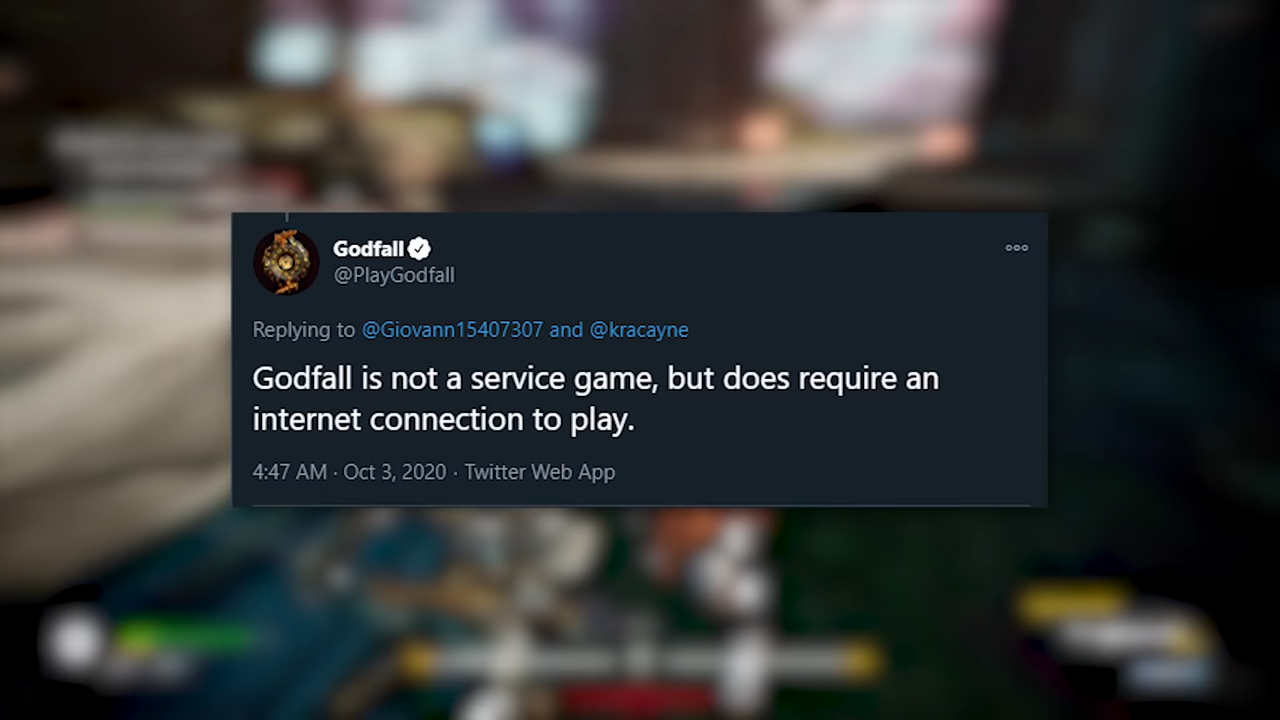 Godfall
@PlayGodfall
Replying to @Giovann15407307 and @kracayne
Godfall is not a service game, but does require an
internet connection to play.
4:47 AM · Oct 3, 2020 · Twitter Web App